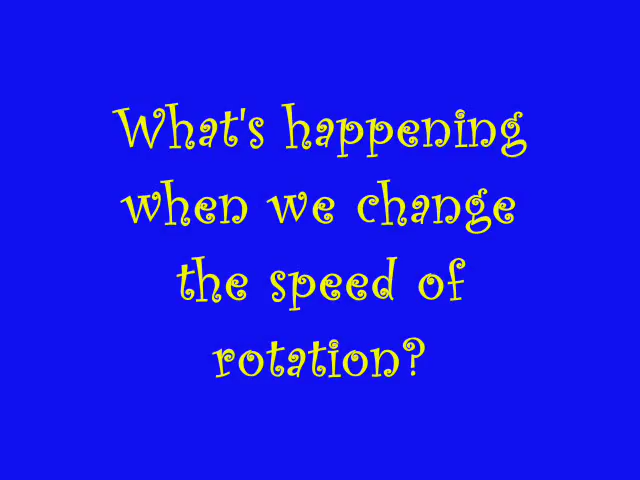 What's happening
when we change
the speed of
rotation?